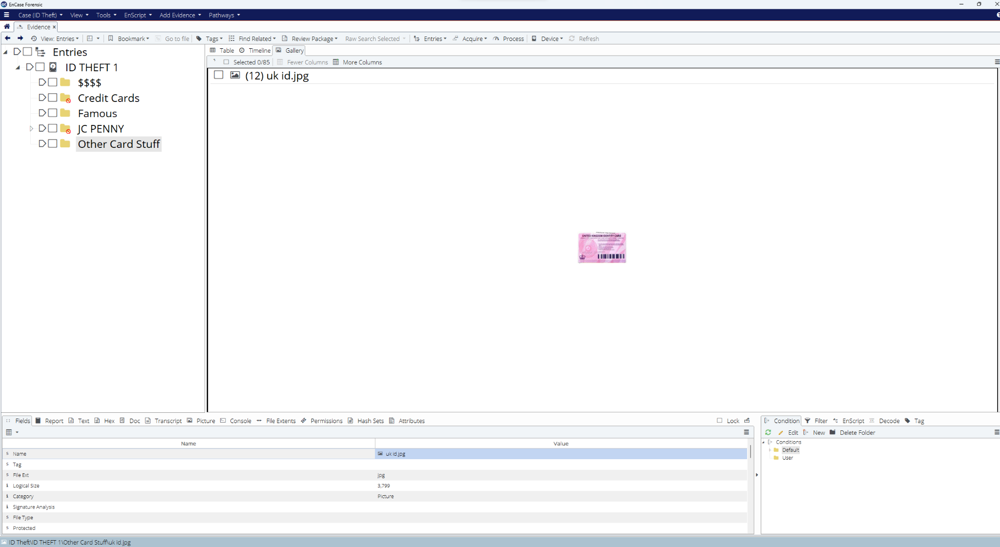 EnCase Forensic
Case (ID Theft) View Tools EnScript Add Evidence Pathways
Evidence
View: Entries Bookmark Go to file Tags Find Related Review Package Raw Search Selected Entries Acquire Process Device Refresh
Entries
ID THEFT 1
$$$$
Credit Cards
Famous
JC PENNY
Other Card Stuff
Table Timeline Gallery
Selected 0/85 Fewer Columns More Columns
(12) uk id.jpg
UNITED KINGDOM IDENTITY CARD
Fields Report Text Hex Doc Transcript Picture Console File Extents Permissions Hash Sets Attributes Lock
Name Value
Name uk id.jpg
Tag
File Ext jpg
Logical Size 3,799
Category Picture
Signature Analysis
File Type
Protected
Condition Filter EnScript Decode Tag
Edit New Delete Folder
Conditions
Default
User
ID Theft\ID THEFT 1\Other Card Stuff\uk id.jpg